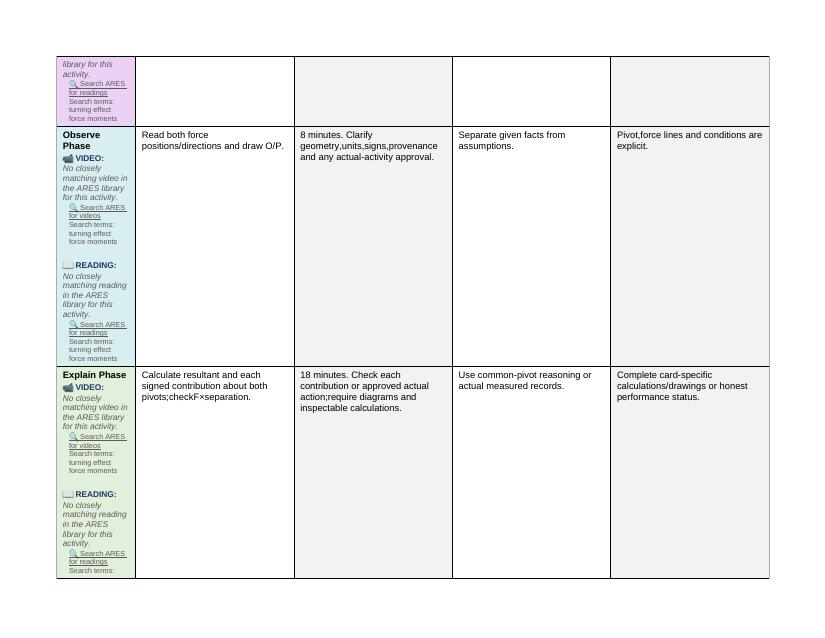 library for this
activity.
🔍 Search ARES
for readings
Search terms:
turning effect
force moments
Observe
Phase
📹 VIDEO:
No closely
matching video in
the ARES library
for this activity.
🔍 Search ARES
for videos
Search terms:
turning effect
force moments
📖 READING:
No closely
matching reading
in the ARES
library for this
activity.
🔍 Search ARES
for readings
Search terms:
turning effect
force moments
Read both force
positions/directions and draw O/P.
8 minutes. Clarify
geometry,units,signs,provenance
and any actual-activity approval.
Separate given facts from
assumptions.
Pivot,force lines and conditions are
explicit.
Explain Phase
📹 VIDEO:
No closely
matching video in
the ARES library
for this activity.
🔍 Search ARES
for videos
Search terms:
turning effect
force moments
📖 READING:
No closely
matching reading
in the ARES
library for this
activity.
🔍 Search ARES
for readings
Search terms:
Calculate resultant and each
signed contribution about both
pivots;checkF×separation.
18 minutes. Check each
contribution or approved actual
action;require diagrams and
inspectable calculations.
Use common-pivot reasoning or
actual measured records.
Complete card-specific
calculations/drawings or honest
performance status.